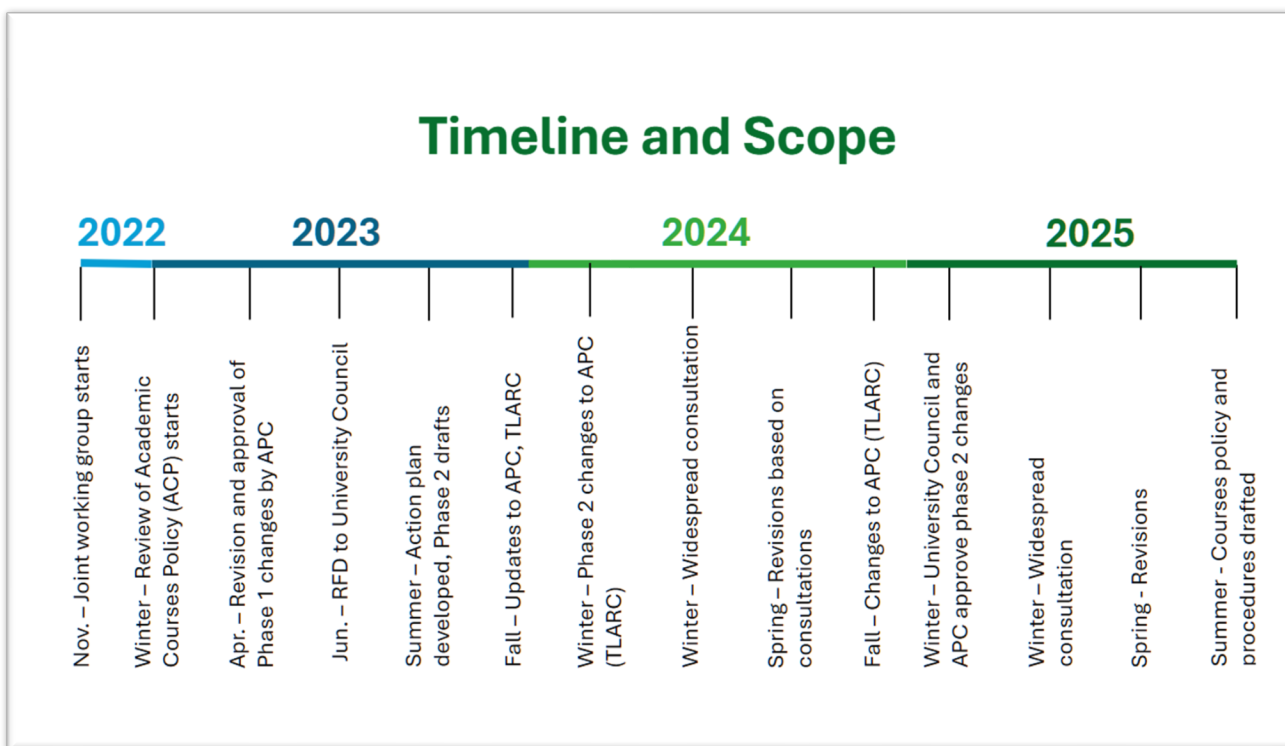 Timeline and Scope
2022
2023
2024
2025
Nov. – Joint working group starts
Winter – Review of Academic
Courses Policy (ACP) starts
Apr. – Revision and approval of
Phase 1 changes by APC
Jun. – RFD to University Council
Summer – Action plan
developed, Phase 2 drafts
Fall – Updates to APC, TLARC
Winter – Phase 2 changes to APC
(TLARC)
Winter – Widespread consultation
Spring – Revisions based on
consultations
Fall – Changes to APC (TLARC)
Winter – University Council and
APC approve phase 2 changes
Winter – Widespread
consultation
Spring - Revisions
Summer - Courses policy and
procedures drafted